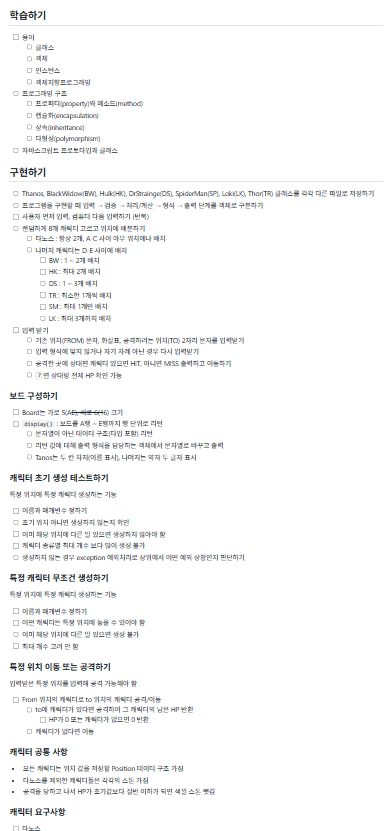 학습하기
용어
클래스
객체
인스턴스
객체지향프로그래밍
프로그래밍 구조
프로퍼티(property)와 메소드(method)
캡슐화(encapsulation)
상속(inheritance)
다형성(polymorphism)
자바스크립트 프로토타입과 클래스
구현하기
Thanos, BlackWidow(BW), Hulk(HK), DrStrainge(DS), SpiderMan(SP), Loki(LK), Thor(TR) 클래스를 각각 다른 파일로 저장하기
프로그램을 구현할 때 입력 → 검증 → 처리/계산 → 형식 → 출력 단계를 객체로 구분하기
사용자 먼저 입력, 컴퓨터 다음 입력하기 (반복)
랜덤하게 8개 캐릭터 고르고 위치에 배분하기
타노스 : 항상 2개, A-C 사이 아무 위치에나 배치
나머지 캐릭터는 D-E 사이에 배치
BW : 1 ~ 2개 배치
HK : 최대 2개 배치
DS : 1 ~ 3개 배치
TR : 최소한 1개씩 배치
SM : 최대 1개만 배치
LK : 최대 3개까지 배치
입력 받기
기존 위치(FROM) 문자, 화살표, 공격하려는 위치(TO) 2자리 문자를 입력받기
입력 형식에 맞지 않거나 자기 차례 아닌 경우 다시 입력받기
공격한 곳에 상대편 캐릭터 있으면 HIT, 아니면 MISS 출력하고 이동하기
? 면 상대방 전체 HP 확인 가능
보드 구성하기
Board는 가로 5(AE), 세로 6(16) 크기
display() : 보드를 A행 ~ E행까지 행 단위로 리턴
문자열이 아닌 데이터 구조(타입 포함) 리턴
리턴 값에 대해 출력 형식을 담당하는 객체에서 문자열로 바꾸고 출력
Tanos는 두 칸 차지(이름 표시), 나머지는 약자 두 글자 표시
캐릭터 초기 생성 테스트하기
특정 위치에 특정 캐릭터 생성하는 기능
이름과 매개변수 정하기
초기 위치 아니면 생성하지 않는지 확인
이미 해당 위치에 다른 말 있으면 생성하지 않아야 함
캐릭터 종류별 최대 개수 보다 많이 생성 불가
생성하지 않는 경우 exception 예외처리로 상위에서 어떤 예외 상황인지 판단하기
특정 캐릭터 무조건 생성하기
특정 위치에 특정 캐릭터 생성하는 기능
이름과 매개변수 정하기
어떤 캐릭터든 특정 위치에 놓을 수 있어야 함
이미 해당 위치에 다른 말 있으면 생성 불가
최대 개수 고려 안 함
특정 위치 이동 또는 공격하기
입력받은 특정 위치를 입력해 공격 가능해야 함
From 위치의 캐릭터로 to 위치의 캐릭터 공격/이동
to에 캐릭터가 있다면 공격하여 그 캐릭터의 남은 HP 반환
HP가 0 또는 캐릭터가 없으면 0 반환
캐릭터가 없다면 이동
캐릭터 공통 사항
모든 캐릭터는 위치 값을 저장할 Position 데이터 구조 가짐
타노스를 제외한 캐릭터들은 각각의 스톤 가짐
공격을 당하고 나서 HP가 초기값보다 절반 이하가 되면 색깔 스톤 뺏김
캐릭터 요구사항
타노스